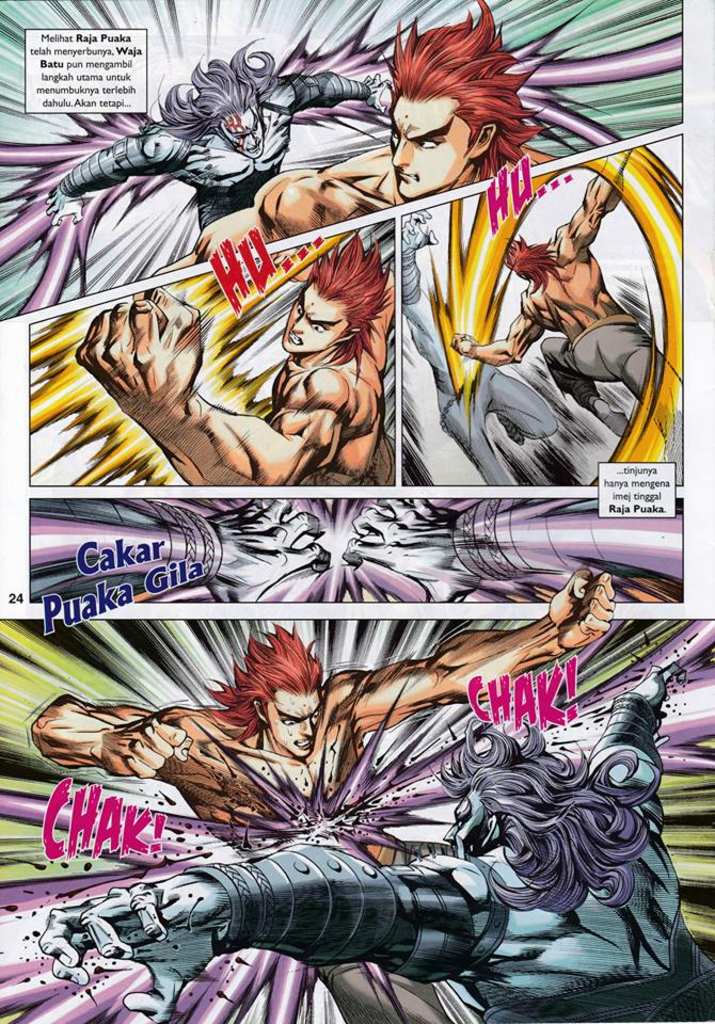 Melihat Raja Puaka
telah menyerbunya, Waja
Batu pun mengambil
langkah utama untuk
menumbuknya terlebih
dahulu. Akan tetapi...
HU...
HU...
...tinjunya
hanya mengena
imej tinggal
Raja Puaka.
Cakar
Puaka Gila
24
CHAK!
CHAK!